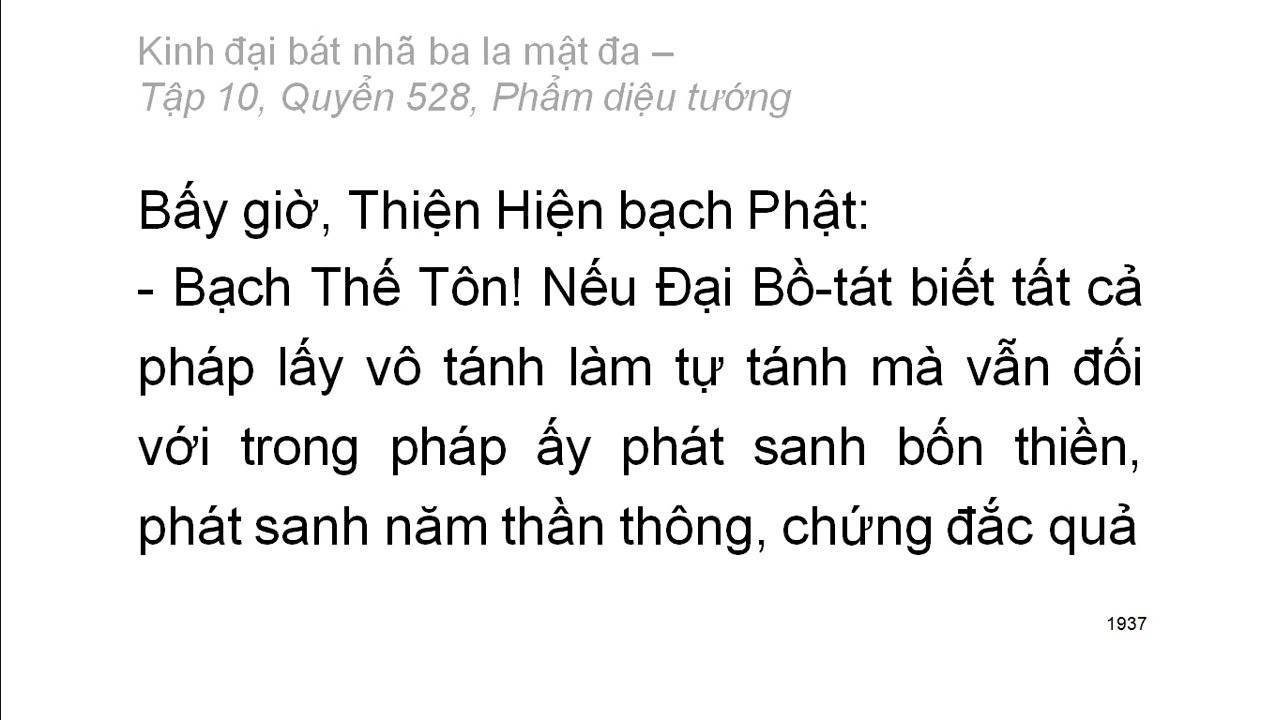 Kinh đại bát nhã ba la mật đa –
Tập 10, Quyển 528, Phẩm diệu tướng
Bấy giờ, Thiện Hiện bạch Phật:
- Bạch Thế Tôn! Nếu Đại Bồ-tát biết tất cả
pháp lấy vô tánh làm tự tánh mà vẫn đối
với trong pháp ấy phát sanh bốn thiền,
phát sanh năm thần thông, chứng đắc quả
1937